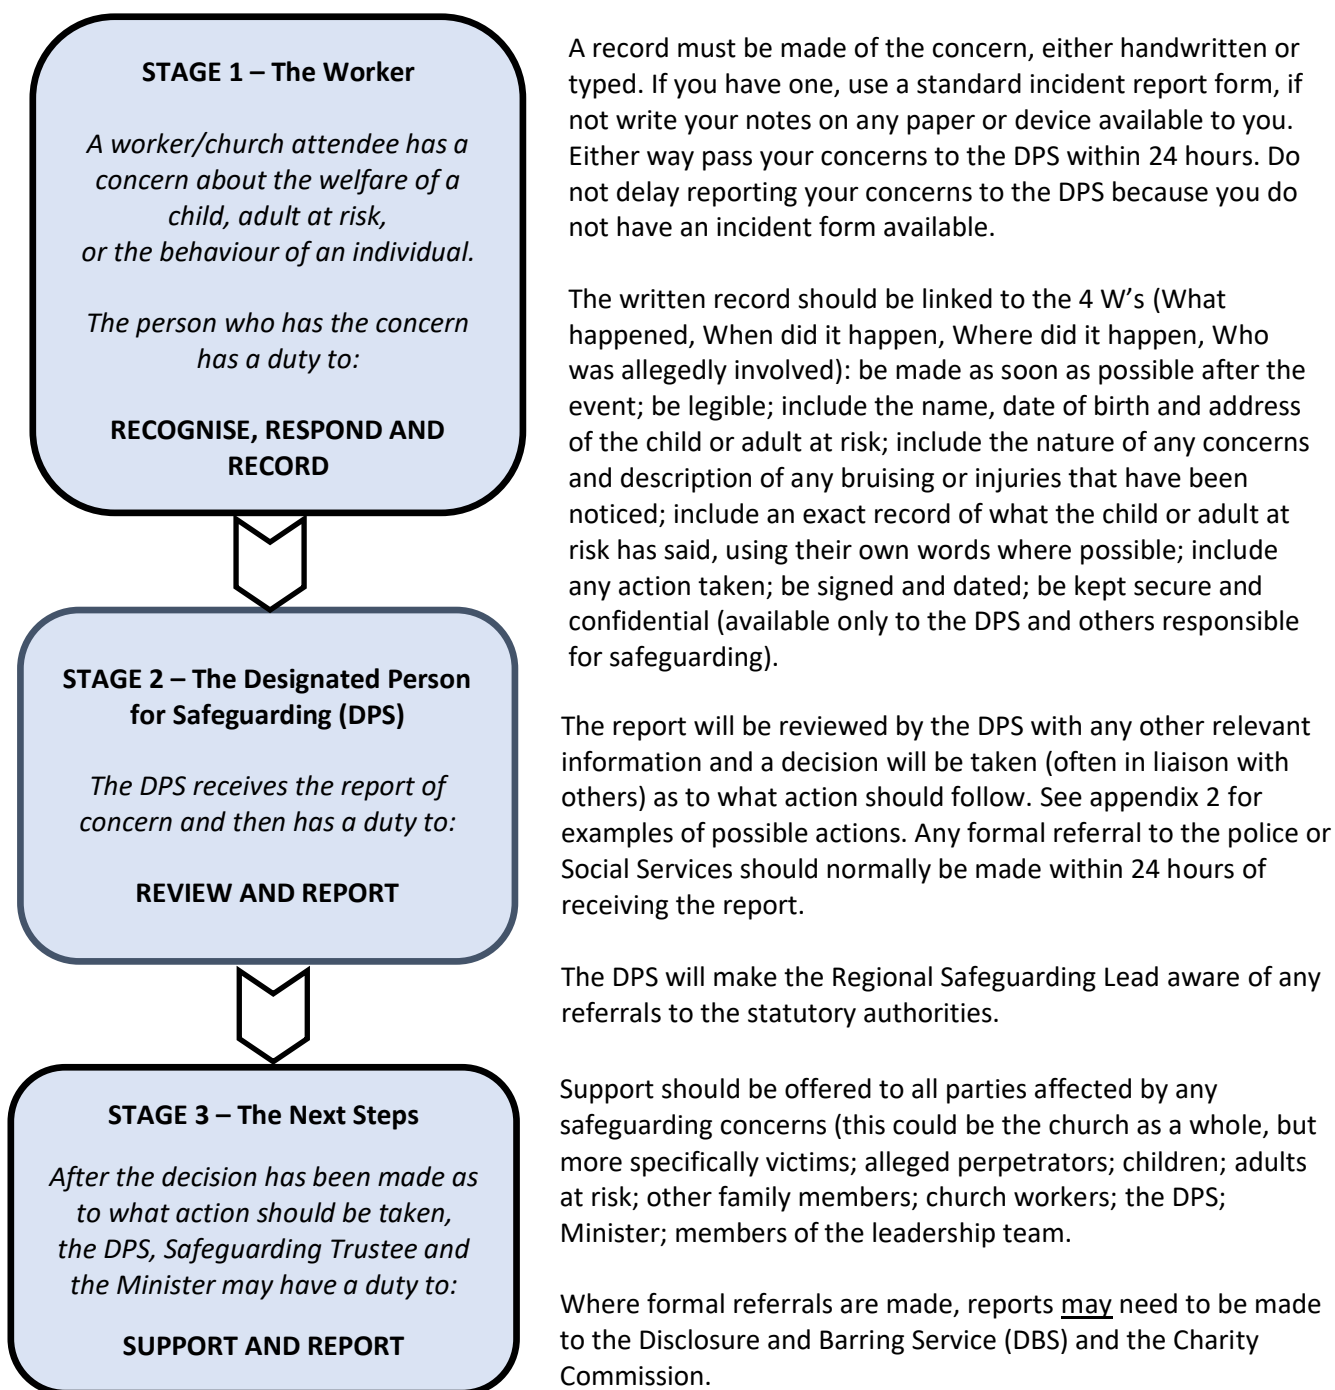 STAGE 1 – The Worker
A worker/church attendee has a
concern about the welfare of a
child, adult at risk,
or the behaviour of an individual.
The person who has the concern
has a duty to:
RECOGNISE, RESPOND AND
RECORD
A record must be made of the concern, either handwritten or
typed. If you have one, use a standard incident report form, if
not write your notes on any paper or device available to you.
Either way pass your concerns to the DPS within 24 hours. Do
not delay reporting your concerns to the DPS because you do
not have an incident form available.
The written record should be linked to the 4 W’s (What
happened, When did it happen, Where did it happen, Who
was allegedly involved): be made as soon as possible after the
event; be legible; include the name, date of birth and address
of the child or adult at risk; include the nature of any concerns
and description of any bruising or injuries that have been
noticed; include an exact record of what the child or adult at
risk has said, using their own words where possible; include
any action taken; be signed and dated; be kept secure and
confidential (available only to the DPS and others responsible
for safeguarding).
STAGE 2 – The Designated Person
for Safeguarding (DPS)
The DPS receives the report of
concern and then has a duty to:
REVIEW AND REPORT
The report will be reviewed by the DPS with any other relevant
information and a decision will be taken (often in liaison with
others) as to what action should follow. See appendix 2 for
examples of possible actions. Any formal referral to the police or
Social Services should normally be made within 24 hours of
receiving the report.
The DPS will make the Regional Safeguarding Lead aware of any
referrals to the statutory authorities.
STAGE 3 – The Next Steps
After the decision has been made as
to what action should be taken,
the DPS, Safeguarding Trustee and
the Minister may have a duty to:
SUPPORT AND REPORT
Support should be offered to all parties affected by any
safeguarding concerns (this could be the church as a whole, but
more specifically victims; alleged perpetrators; children; adults
at risk; other family members; church workers; the DPS;
Minister; members of the leadership team.
Where formal referrals are made, reports may need to be made
to the Disclosure and Barring Service (DBS) and the Charity
Commission.